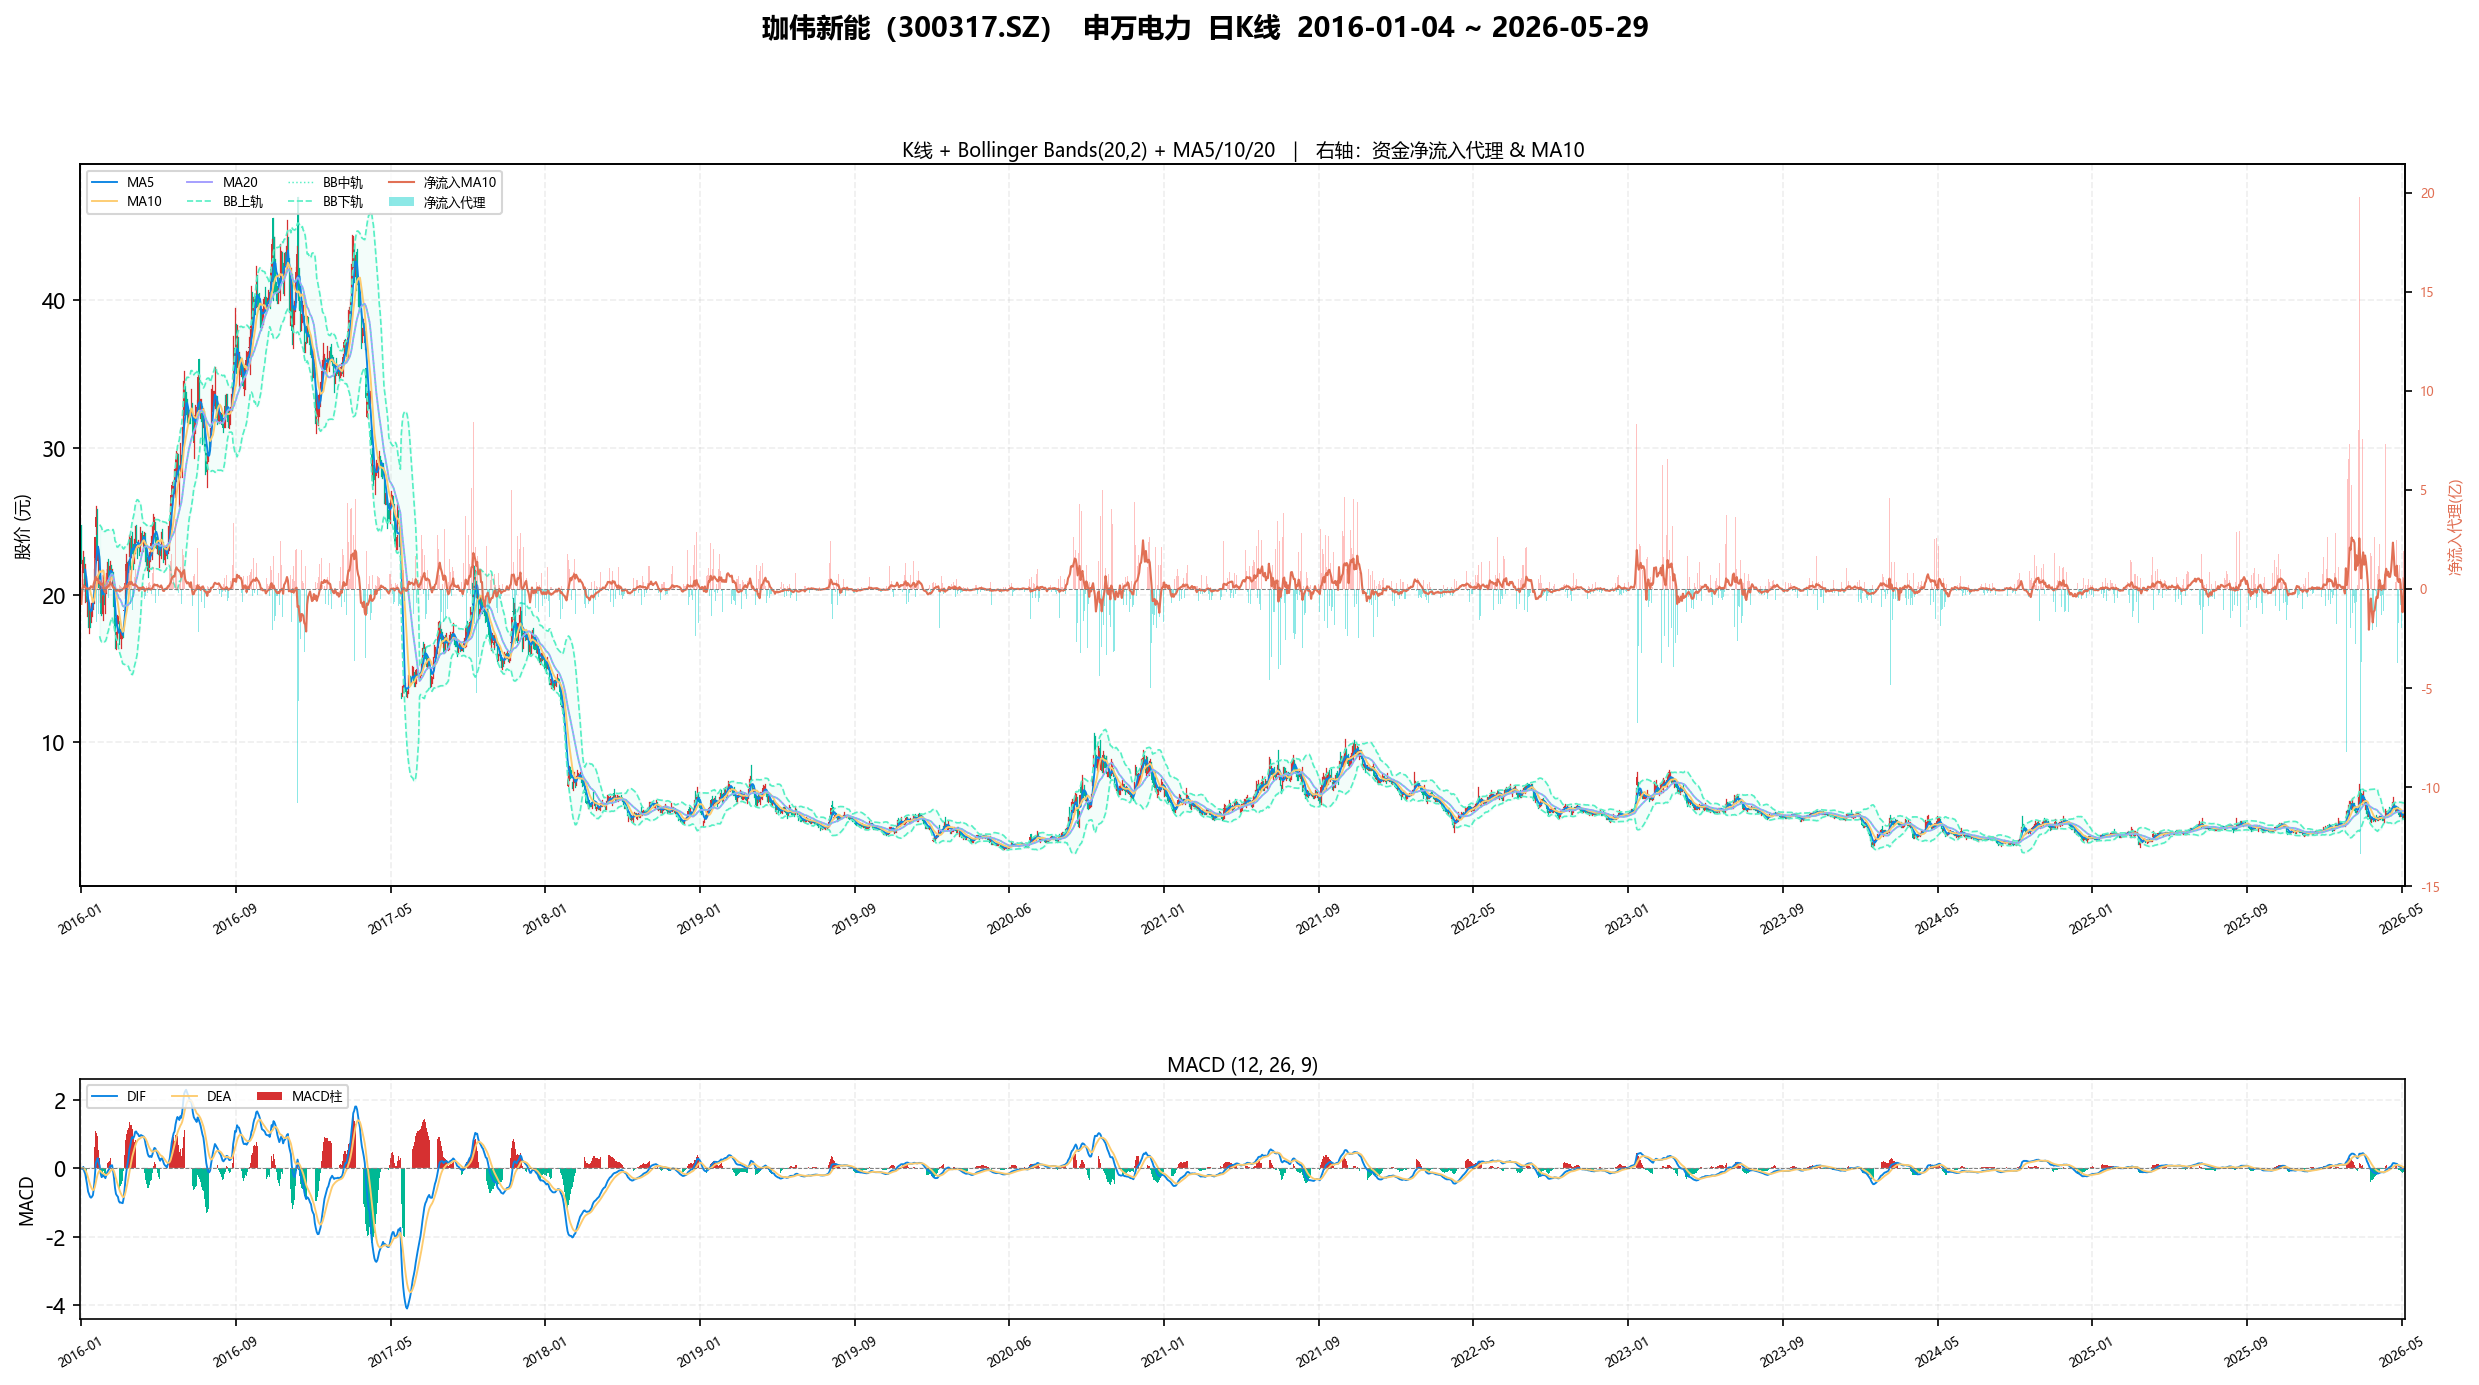 珈伟新能（300317.SZ） 申万电力 日K线 2016-01-04 ~ 2026-05-29
K线 + Bollinger Bands(20,2) + MA5/10/20 | 右轴：资金净流入代理 & MA10
MA5 MA20 BB中轨 净流入MA10
MA10 BB上轨 BB下轨 净流入代理
股价 (元)
40
30
20
10
20
15
10
5
0
-5
-10
-15
净流入代理(亿)
2016-01 2016-09 2017-05 2018-01 2019-01 2019-09 2020-06 2021-01 2021-09 2022-05 2023-01 2023-09 2024-05 2025-01 2025-09 2026-05
MACD (12, 26, 9)
DIF DEA MACD柱
MACD
2
0
-2
-4
2016-01 2016-09 2017-05 2018-01 2019-01 2019-09 2020-06 2021-01 2021-09 2022-05 2023-01 2023-09 2024-05 2025-01 2025-09 2026-05